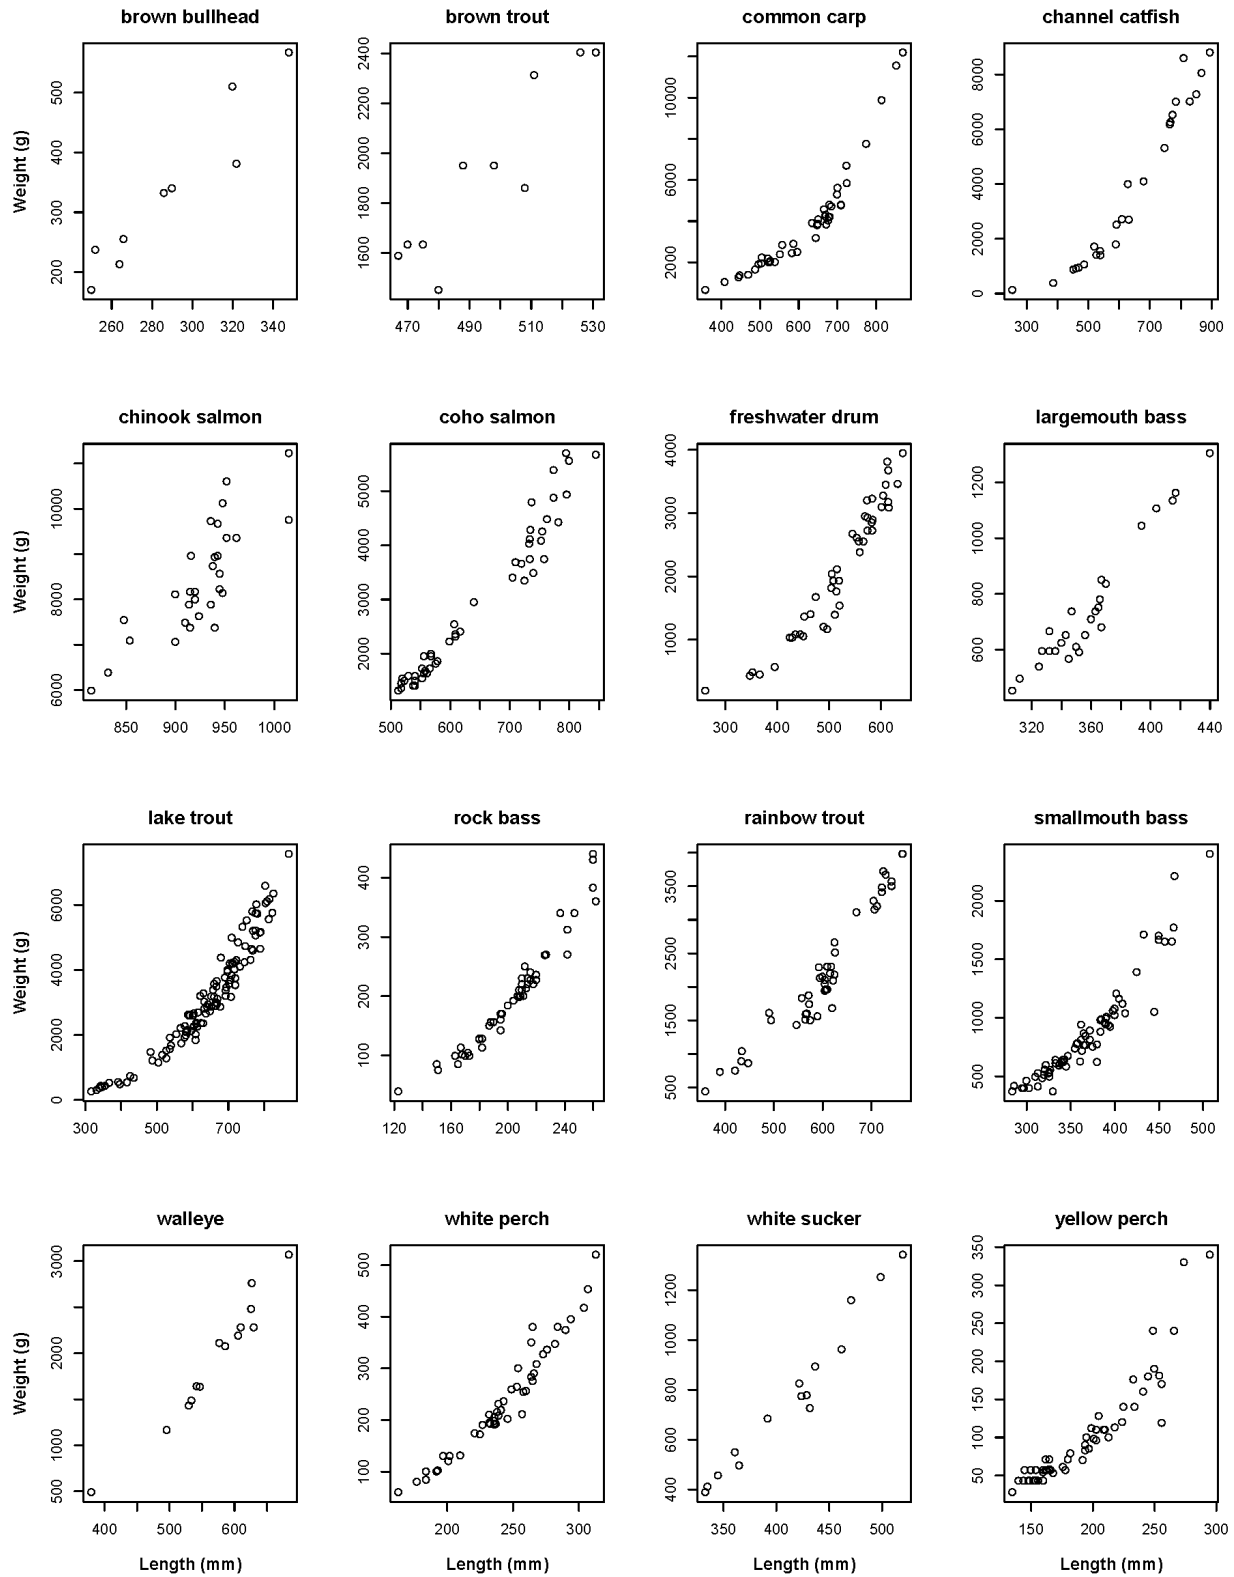 brown bullhead
brown trout
common carp
channel catfish
Weight (g)
200 300 400 500
260 280 300 320 340
1600 1800 2000 2200 2400
470 490 510 530
2000 6000 10000
400 500 600 700 800
0 2000 4000 6000 8000
300 500 700 900
chinook salmon
coho salmon
freshwater drum
largemouth bass
Weight (g)
6000 8000 10000
850 900 950 1000
2000 3000 4000 5000
500 600 700 800
1000 2000 3000 4000
300 400 500 600
600 800 1000 1200
320 360 400 440
lake trout
rock bass
rainbow trout
smallmouth bass
Weight (g)
0 2000 4000 6000
300 500 700
100 200 300 400
120 160 200 240
500 1500 2500 3500
400 500 600 700
500 1000 1500 2000
300 350 400 450 500
walleye
white perch
white sucker
yellow perch
Weight (g)
500 1000 2000 3000
400 500 600
100 200 300 400 500
200 250 300
400 600 800 1000 1200
350 400 450 500
50 100 150 200 250 300 350
150 200 250 300
Length (mm)
Length (mm)
Length (mm)
Length (mm)